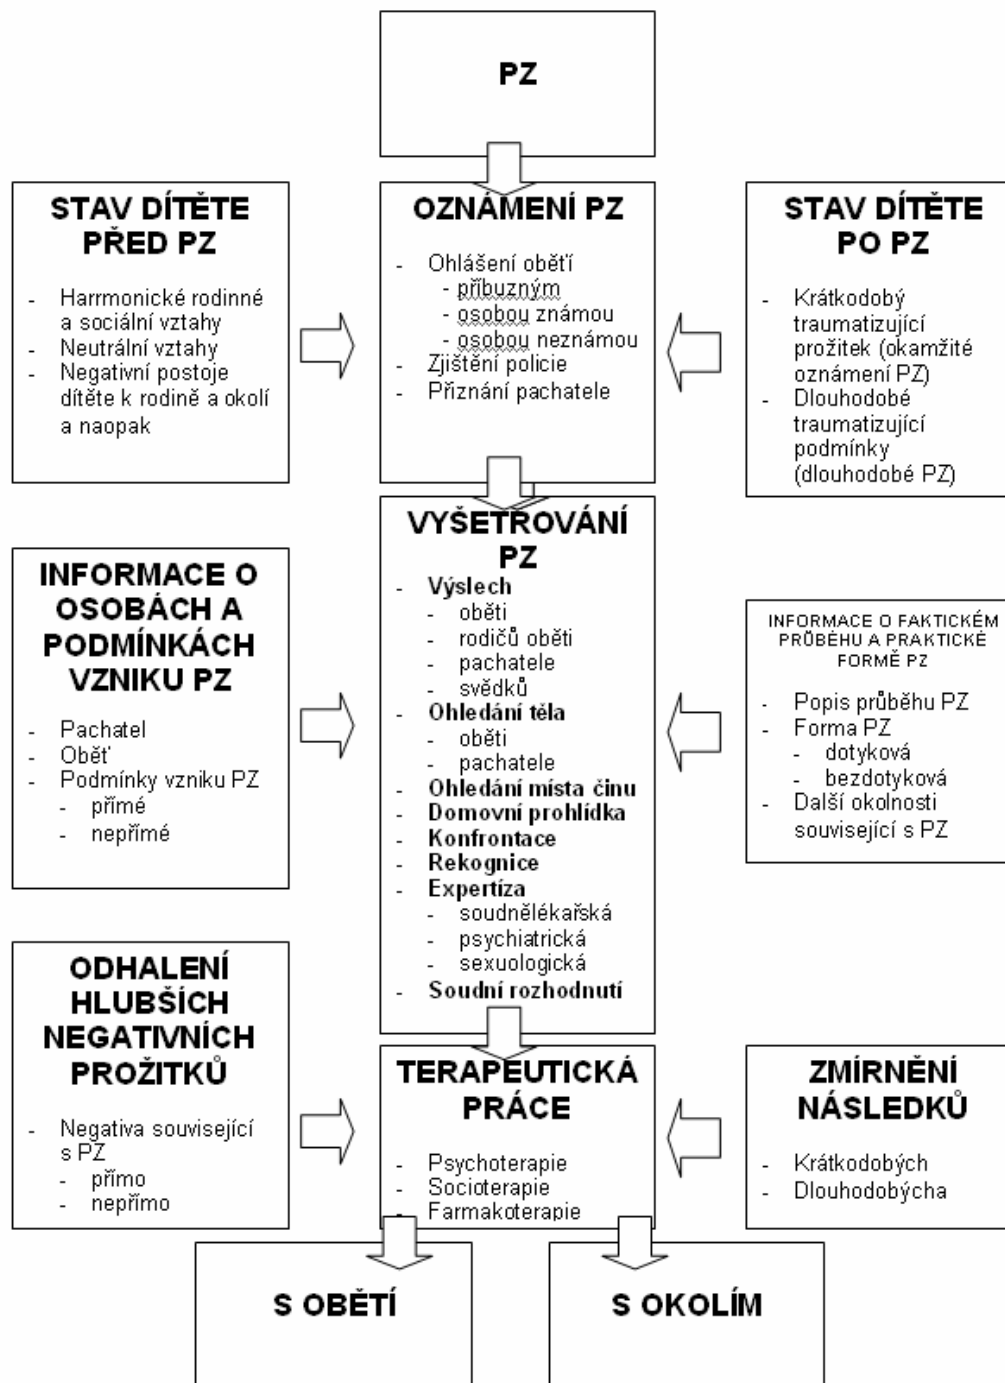 PZ
STAV DÍTĚTE
PŘED PZ
- Harrmonické rodinné
a sociální vztahy
- Neutrální vztahy
- Negativní postoje
dítěte k rodině a okolí
a naopak
OZNÁMENÍ PZ
- Ohlášení obětí
- příbuzným
- osobou známou
- osobou neznámou
- Zjištění policie
- Přiznání pachatele
STAV DÍTĚTE
PO PZ
- Krátkodobý
traumatizující
prožitek (okamžité
oznámení PZ)
- Dlouhodobé
traumatizující
podmínky
(dlouhodobé PZ)
INFORMACE O
OSOBÁCH A
PODMÍNKÁCH
VZNIKU PZ
- Pachatel
- Oběť
- Podmínky vzniku PZ
- přímé
- nepřímé
VYŠETROVÁNÍ
PZ
- Výslech
- oběti
- rodičů oběti
- pachatele
- svědků
- Ohledání těla
- oběti
- pachatele
- Ohledání místa činu
- Domovní prohlídka
- Konfrontace
- Rekognice
- Expertíza
- soudnělékařská
- psychiatrická
- sexuologická
- Soudní rozhodnutí
INFORMACE O FAKTICKÉM
PRŮBĚHU A PRAKTICKÉ
FORMĚ PZ
- Popis průběhu PZ
- Forma PZ
- dotyková
- bezdotyková
- Další okolnosti
související s PZ
ODHALENÍ
HLUBŠÍCH
NEGATIVNÍCH
PROŽITKŮ
- Negativa související
s PZ
- přímo
- nepřímo
TERAPEUTICKÁ
PRÁCE
- Psychoterapie
- Socioterapie
- Farmakoterapie
ZMÍRNĚNÍ
NÁSLEDKŮ
- Krátkodobých
- Dlouhodobýcha
S OBĚTÍ
S OKOLÍM